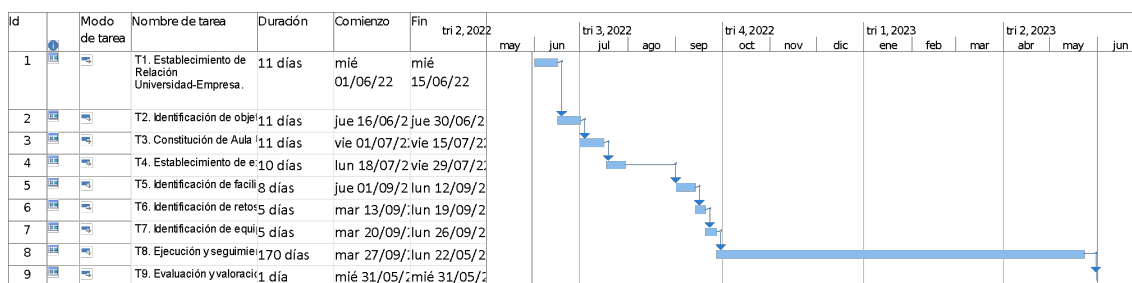 Id Modo de tarea Nombre de tarea Duración Comienzo Fin
tri 2, 2022 tri 3, 2022 tri 4, 2022 tri 1, 2023 tri 2, 2023
may jun jul ago sep oct nov dic ene feb mar abr may jun
1 T1. Establecimiento de Relación Universidad-Empresa. 11 días mié 01/06/22 mié 15/06/22
2 T2. Identificación de obje 11 días jue 16/06/2 jue 30/06/2
3 T3. Constitución de Aula 11 días vie 01/07/2 vie 15/07/2
4 T4. Establecimiento de e 10 días lun 18/07/2 vie 29/07/2
5 T5. Identificación de facili 8 días jue 01/09/2 lun 12/09/2
6 T6. Identificación de retos 5 días mar 13/09/ lun 19/09/2
7 T7. Identificación de equi 5 días mar 20/09/ lun 26/09/2
8 T8. Ejecución y seguimie 170 días mar 27/09/ lun 22/05/2
9 T9. Evaluación y valoraci 1 día mié 31/05/ mié 31/05/2